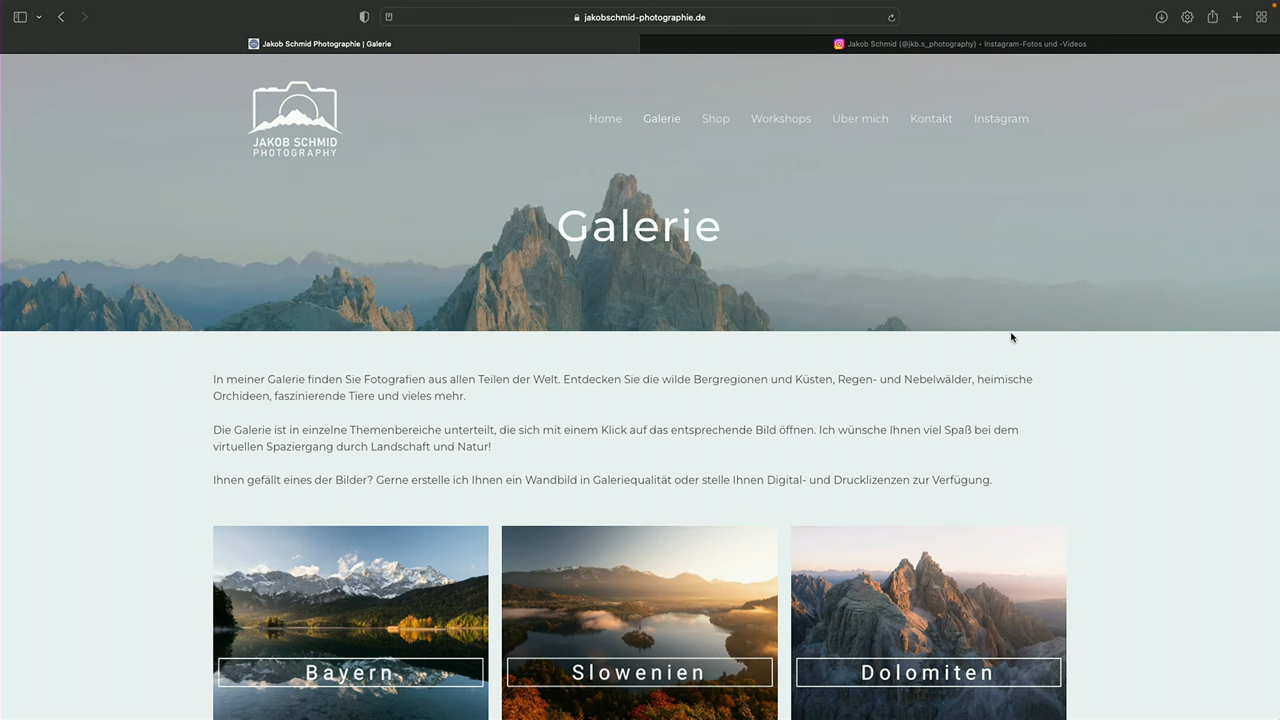 jakobschmid-photographie.de
Jakob Schmid Photographie | Galerie
Jakob Schmid (@jkb.s_photography) • Instagram-Fotos und -Videos
JAKOB SCHMID
PHOTOGRAPHY
Home Galerie Shop Workshops Über mich Kontakt Instagram
Galerie
In meiner Galerie finden Sie Fotografien aus allen Teilen der Welt. Entdecken Sie die wilde Bergregionen und Küsten, Regen- und Nebelwälder, heimische
Orchideen, faszinierende Tiere und vieles mehr.
Die Galerie ist in einzelne Themenbereiche unterteilt, die sich mit einem Klick auf das entsprechende Bild öffnen. Ich wünsche Ihnen viel Spaß bei dem
virtuellen Spaziergang durch Landschaft und Natur!
Ihnen gefällt eines der Bilder? Gerne erstelle ich Ihnen ein Wandbild in Galeriequalität oder stelle Ihnen Digital- und Drucklizenzen zur Verfügung.
Bayern
Slowenien
Dolomiten